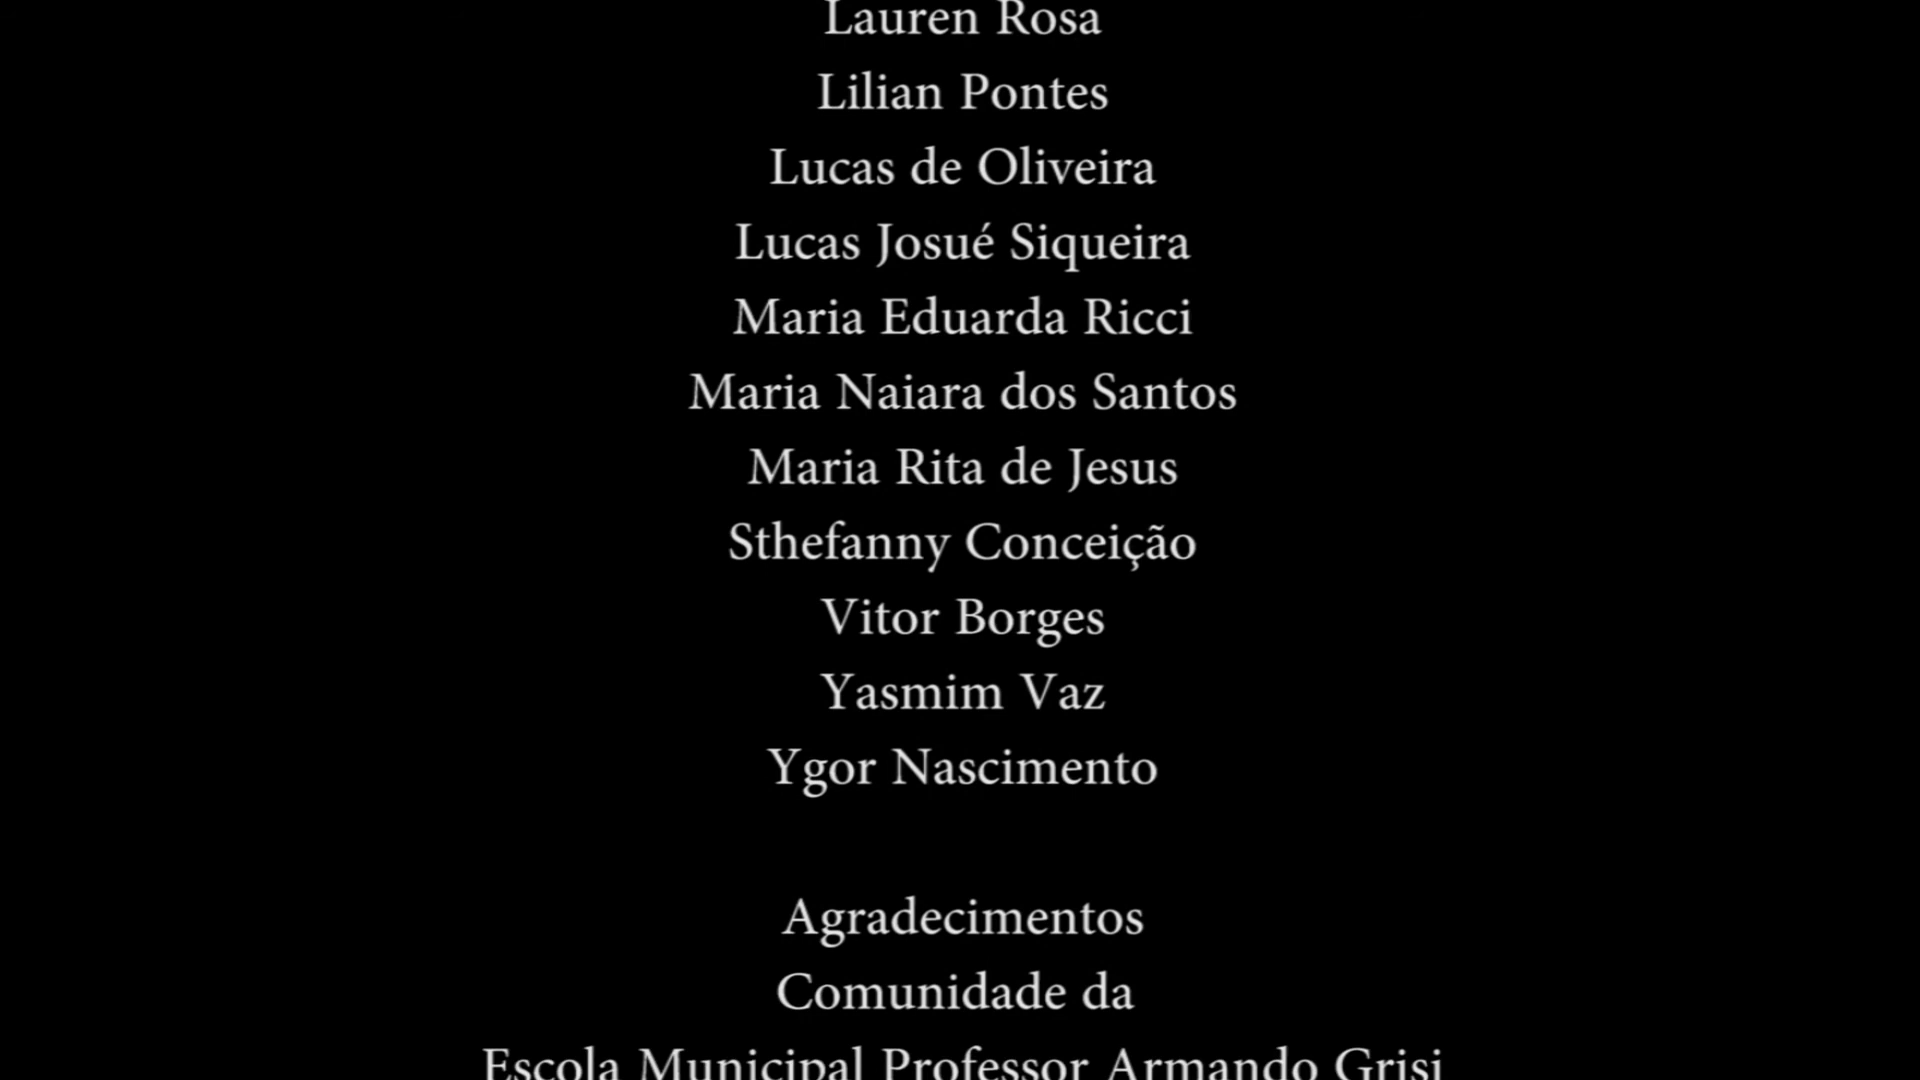 Lauren Rosa
Lilian Pontes
Lucas de Oliveira
Lucas Josué Siqueira
Maria Eduarda Ricci
Maria Naiara dos Santos
Maria Rita de Jesus
Sthefanny Conceição
Vitor Borges
Yasmim Vaz
Ygor Nascimento
Agradecimentos
Comunidade da
Escola Municipal Professor Armando Grisi